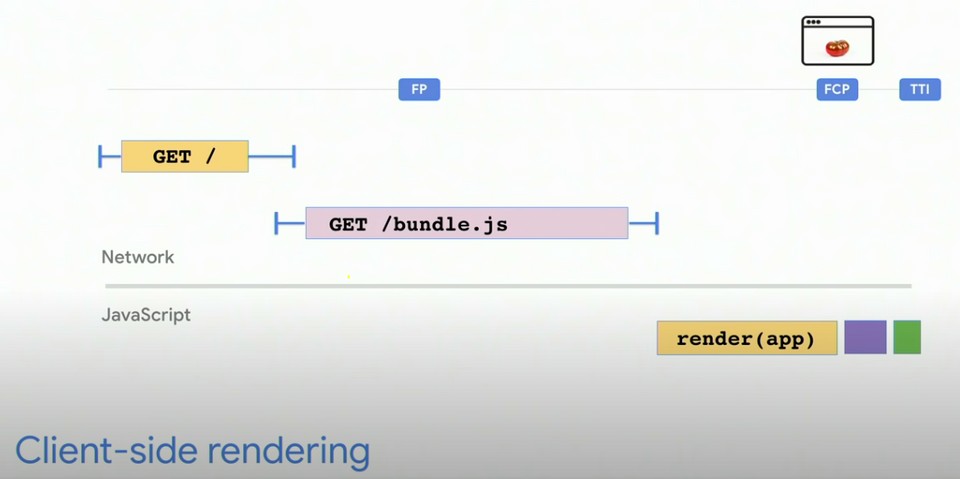 FP
FCP
TTI
GET /
GET /bundle.js
Network
JavaScript
render(app)
Client-side rendering